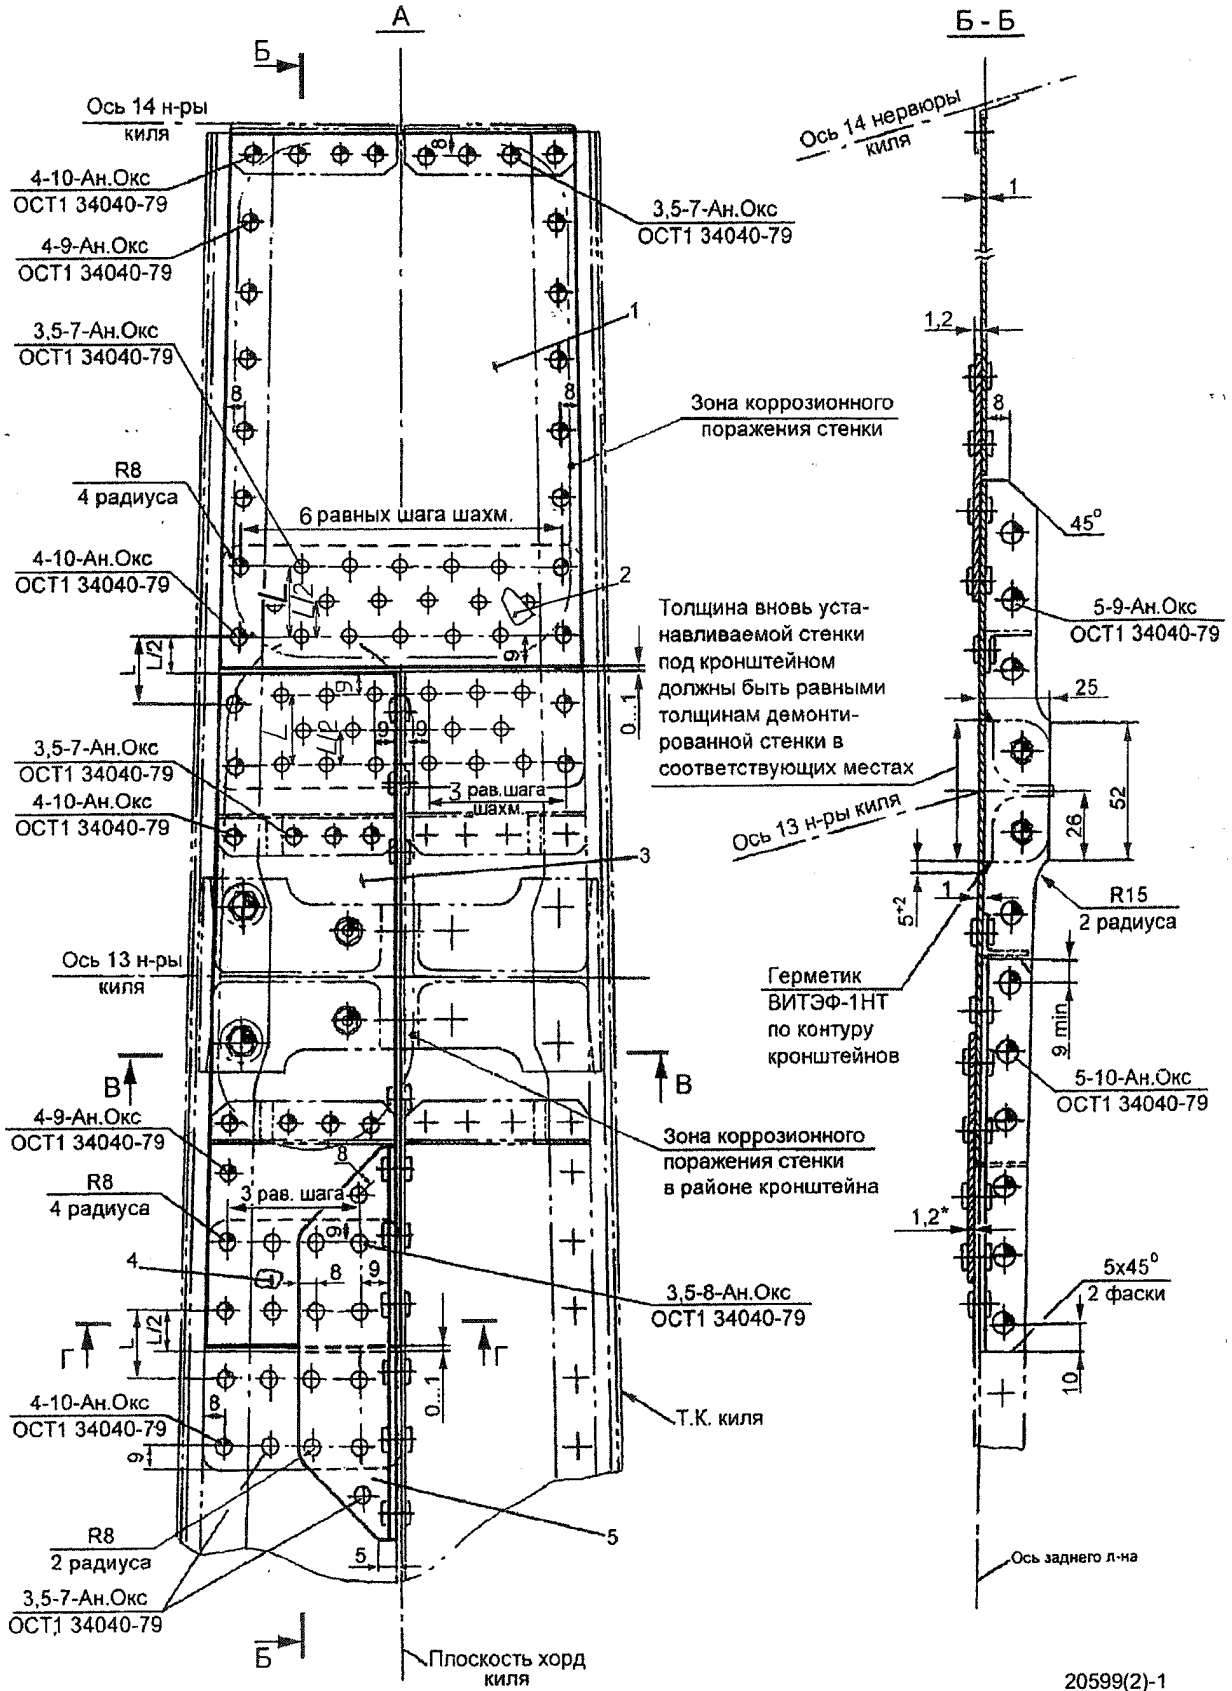 А
Б - Б
Б
Ось 14 н-ры
киля
4-10-Ан.Окс
ОСТ1 34040-79
4-9-Ан.Окс
ОСТ1 34040-79
3,5-7-Ан.Окс
ОСТ1 34040-79
8
R8
4 радиуса
4-10-Ан.Окс
ОСТ1 34040-79
L
L/2
3,5-7-Ан.Окс
ОСТ1 34040-79
4-10-Ан.Окс
ОСТ1 34040-79
Ось 13 н-ры
киля
В
4-9-Ан.Окс
ОСТ1 34040-79
R8
4 радиуса
4
L
L/2
Г
4-10-Ан.Окс
ОСТ1 34040-79
8
9
R8
2 радиуса
3,5-7-Ан.Окс
ОСТ1 34040-79
Б
8
3,5-7-Ан.Окс
ОСТ1 34040-79
1
8
Зона коррозионного
поражения стенки
6 равных шага шахм.
L
L/2
2
9
0...1
9
L
L/2
9
9
3 рав.шага
шахм.
3
В
Зона коррозионного
поражения стенки
в районе кронштейна
8
3 рав. шага
9
8
9
3,5-8-Ан.Окс
ОСТ1 34040-79
Г
0...1
Т.К. киля
5
5
Плоскость хорд
киля
Ось 14 нервюры
киля
1
1,2
8
45°
5-9-Ан.Окс
ОСТ1 34040-79
Толщина вновь уста-
навливаемой стенки
под кронштейном
должны быть равными
толщинам демонти-
рованной стенки в
соответствующих местах
25
52
26
Ось 13 н-ры киля
5+2
1
R15
2 радиуса
Герметик
ВИТЭФ-1НТ
по контуру
кронштейнов
9 min
5-10-Ан.Окс
ОСТ1 34040-79
1,2*
5х45°
2 фаски
10
Ось заднего л-на
20599(2)-1